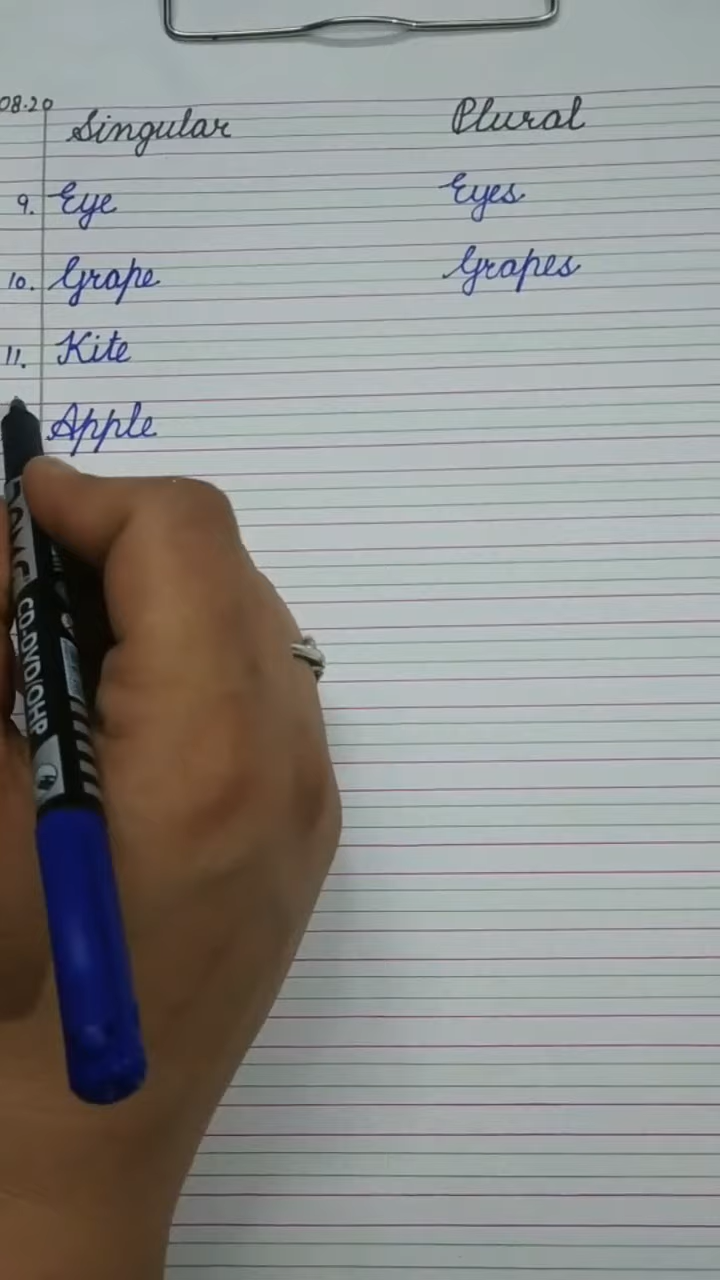 08.20
Singular Plural
9. Eye Eyes
10. Grape Grapes
11. Kite
Apple
CD-DVD/OHP